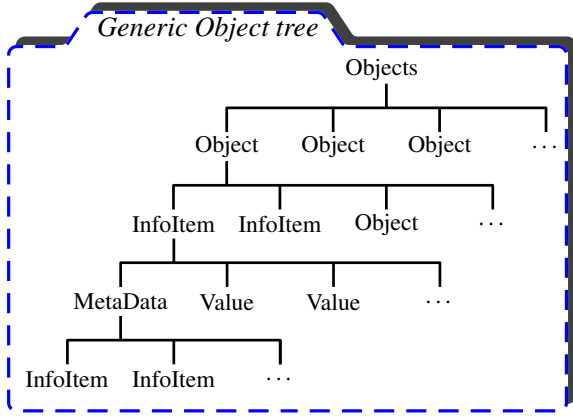 Generic Object tree
Objects
Object Object Object ...
InfoItem InfoItem Object ...
MetaData Value Value ...
InfoItem InfoItem ...